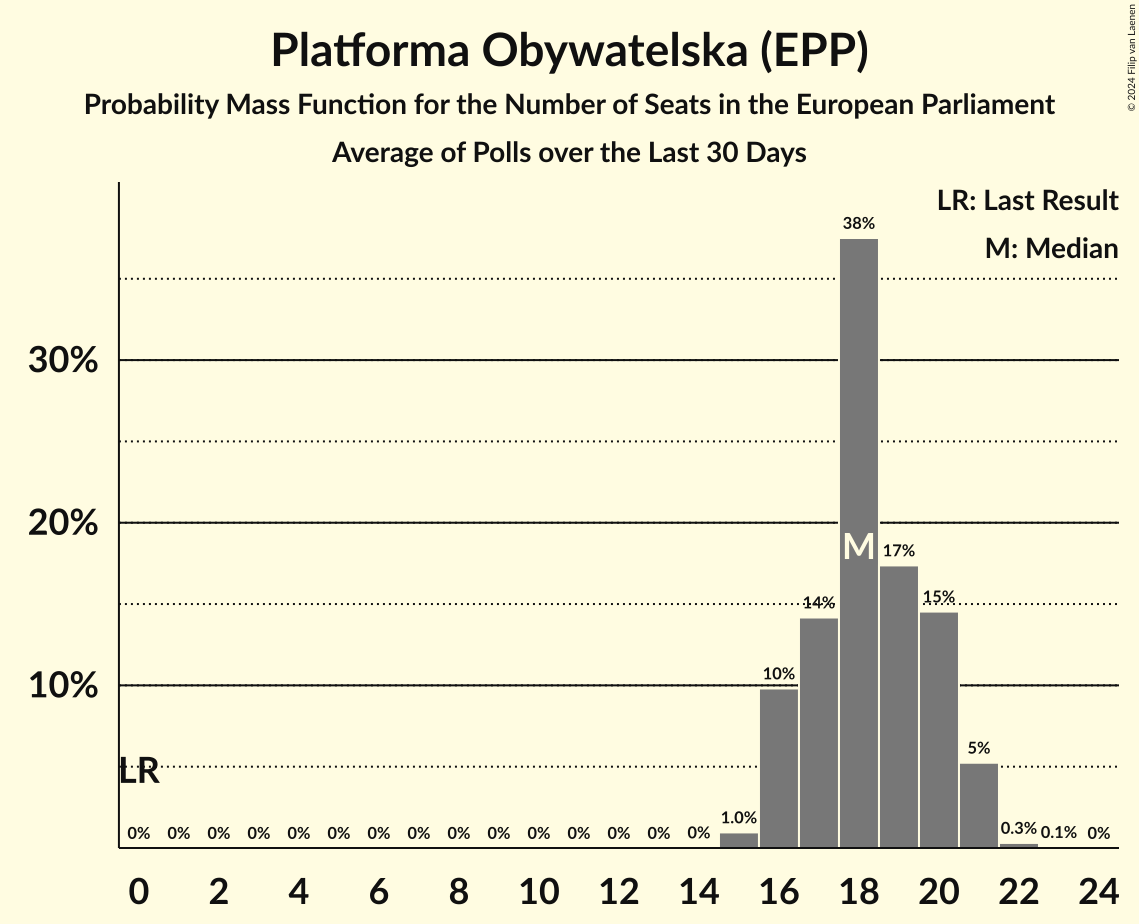 Platforma Obywatelska (EPP)
Probability Mass Function for the Number of Seats in the European Parliament
Average of Polls over the Last 30 Days
© 2024 Filip van Laenen
LR: Last Result
M: Median
38%
30%
20%
M
17%
14%
15%
10%
10%
5%
LR
0% 0% 0% 0% 0% 0% 0% 0% 0% 0% 0% 0% 0% 0% 0% 1.0% 0.3% 0.1% 0%
0 2 4 6 8 10 12 14 16 18 20 22 24